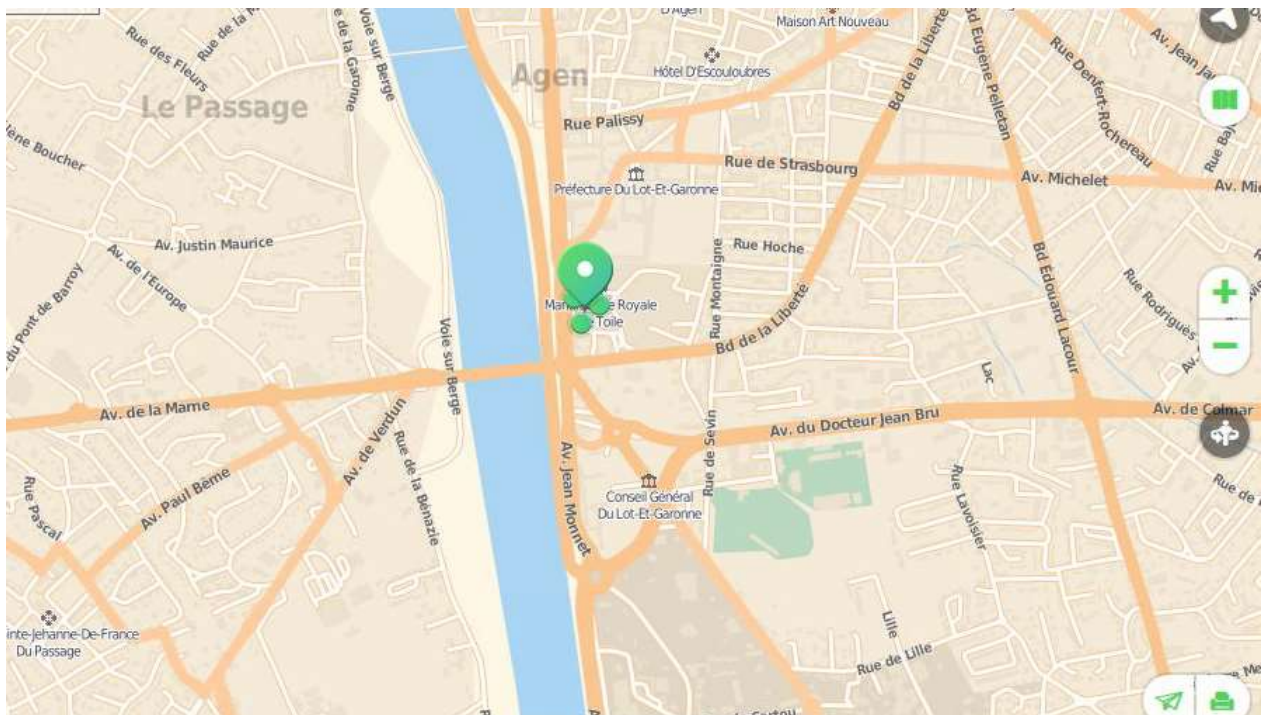 D'Agen
Maison Art Nouveau
Voie sur Berge
Rue des Fleurs
Rue de la
de la Garonne
Bd de la Liberté
Bd Eugène Pelletan
Av. Jean
Agen
Hôtel D'Escouloubres
Rue Denfert-Rochereau
Le Passage
Rue Palissy
Boucher
Rue de Strasbourg
Av. Michelet
Préfecture Du Lot-Et-Garonne
Av. Justin Maurice
Rue Hoche
Av. de l'Europe
Rue Montaigne
Bd Édouard Lacour
Rue Rodrigues
du Pont de Barroy
Royale
Toile
Voie sur Berge
Bd de la Liberté
Lac
Av. de la Marne
Av. de Verdun
Av. du Docteur Jean Bru
Av. de Colmar
Rue de la Bénazie
Av. Jean Monnet
Rue de Sevin
Rue Pascal
Av. Paul Berne
Conseil Général
Du Lot-Et-Garonne
Rue Lavoisier
Rue de
inte-Jehanne-De-France
Du Passage
Lille
Rue de Lille